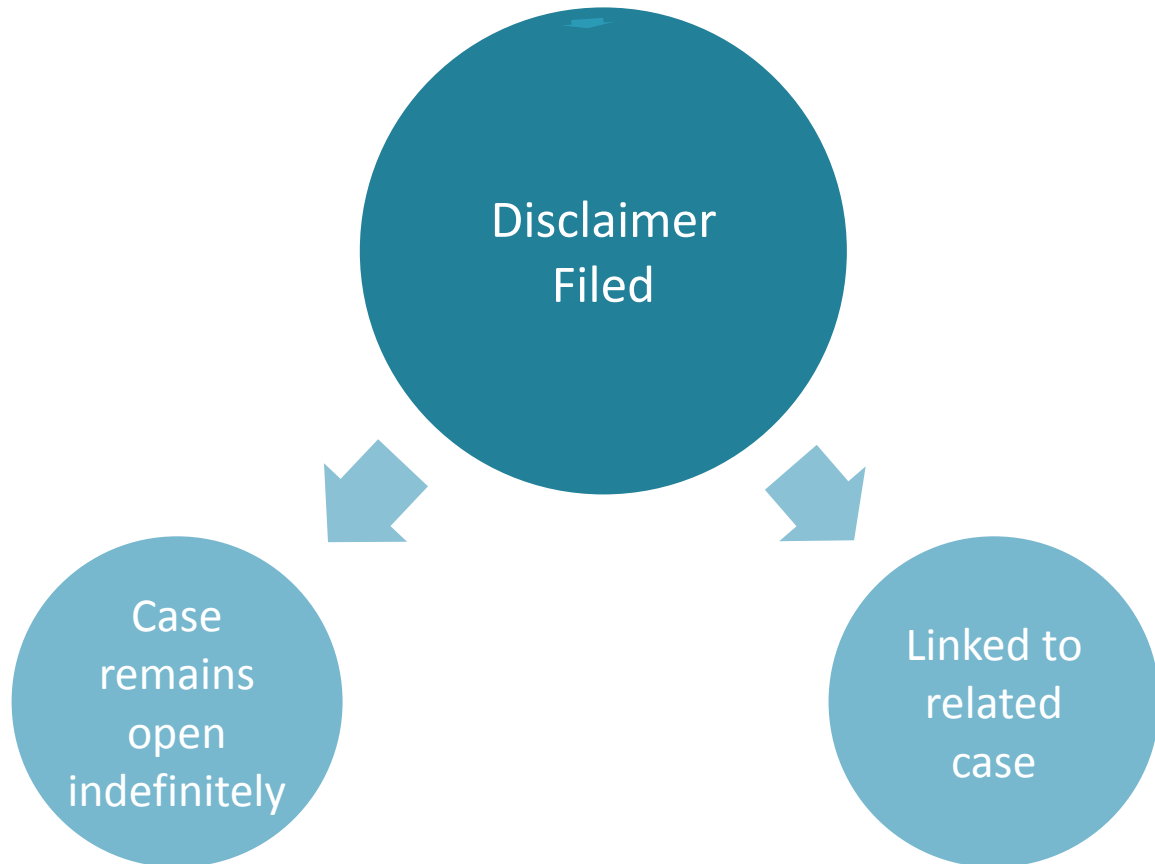 Disclaimer
Filed
Case
remains
open
indefinitely
Linked to
related
case